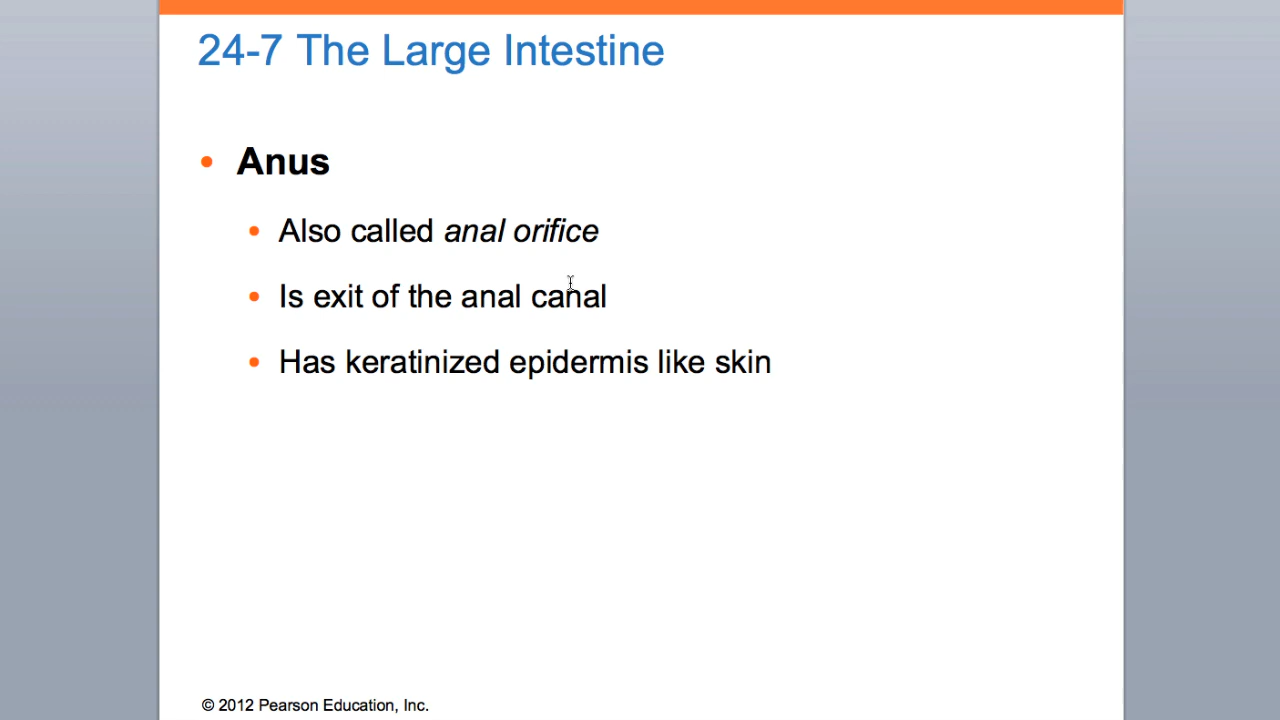 24-7 The Large Intestine
• Anus
• Also called anal orifice
• Is exit of the anal canal
• Has keratinized epidermis like skin
© 2012 Pearson Education, Inc.